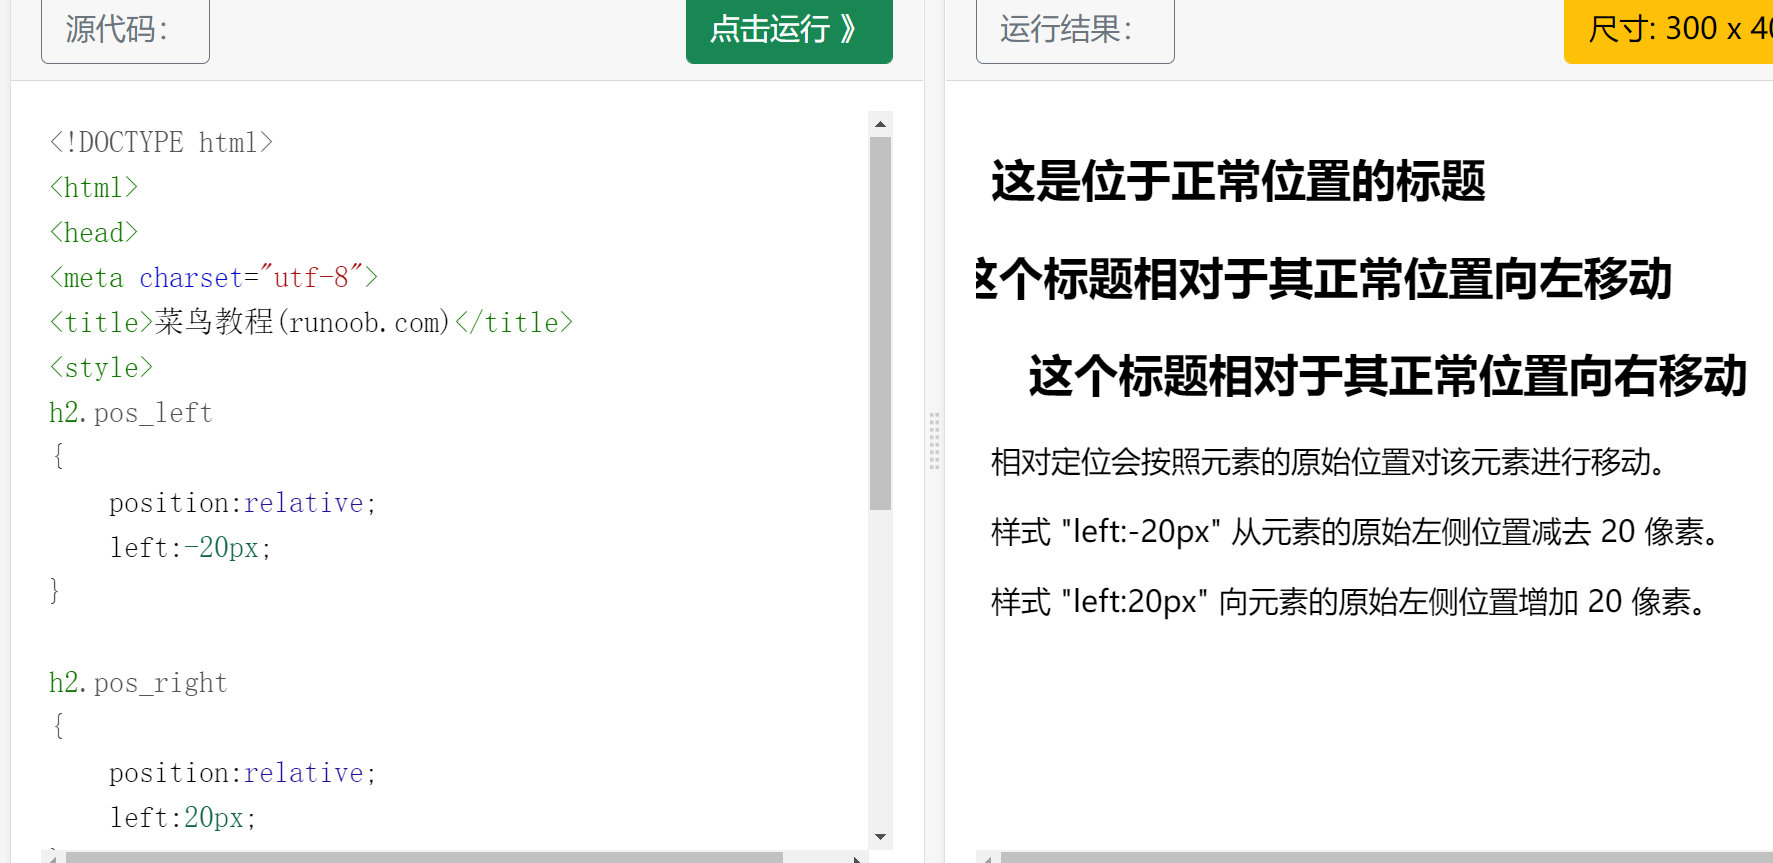 源代码：
点击运行 》
<!DOCTYPE html>
<html>
<head>
<meta charset="utf-8">
<title>菜鸟教程(runoob.com)</title>
<style>
h2.pos_left
{
    position:relative;
    left:-20px;
}
h2.pos_right
{
    position:relative;
    left:20px;
运行结果：
尺寸: 300 x 40
这是位于正常位置的标题
这个标题相对于其正常位置向左移动
这个标题相对于其正常位置向右移动
相对定位会按照元素的原始位置对该元素进行移动。
样式 "left:-20px" 从元素的原始左侧位置减去 20 像素。
样式 "left:20px" 向元素的原始左侧位置增加 20 像素。